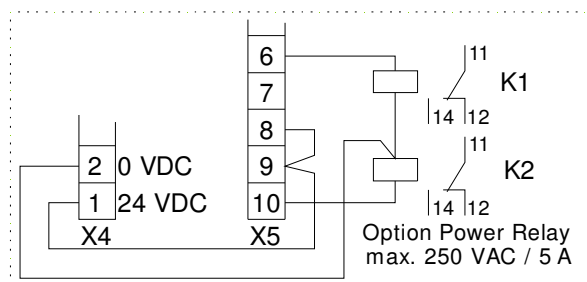 6
7
8
9
10
X5
2 0 VDC
1 24 VDC
X4
11
K1
14 12
11
K2
14 12
Option Power Relay
max. 250 VAC / 5 A